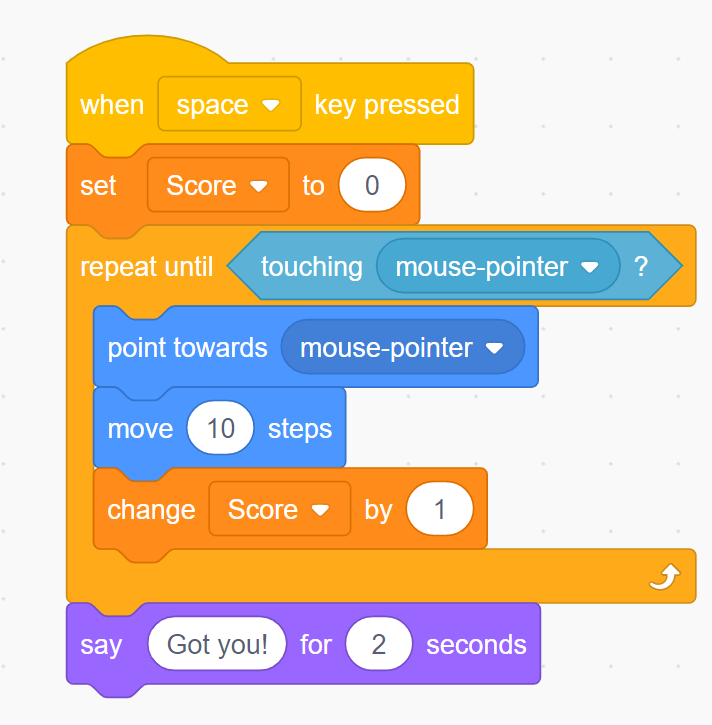 when space key pressed
set Score to 0
repeat until touching mouse-pointer ?
point towards mouse-pointer
move 10 steps
change Score by 1
say Got you! for 2 seconds